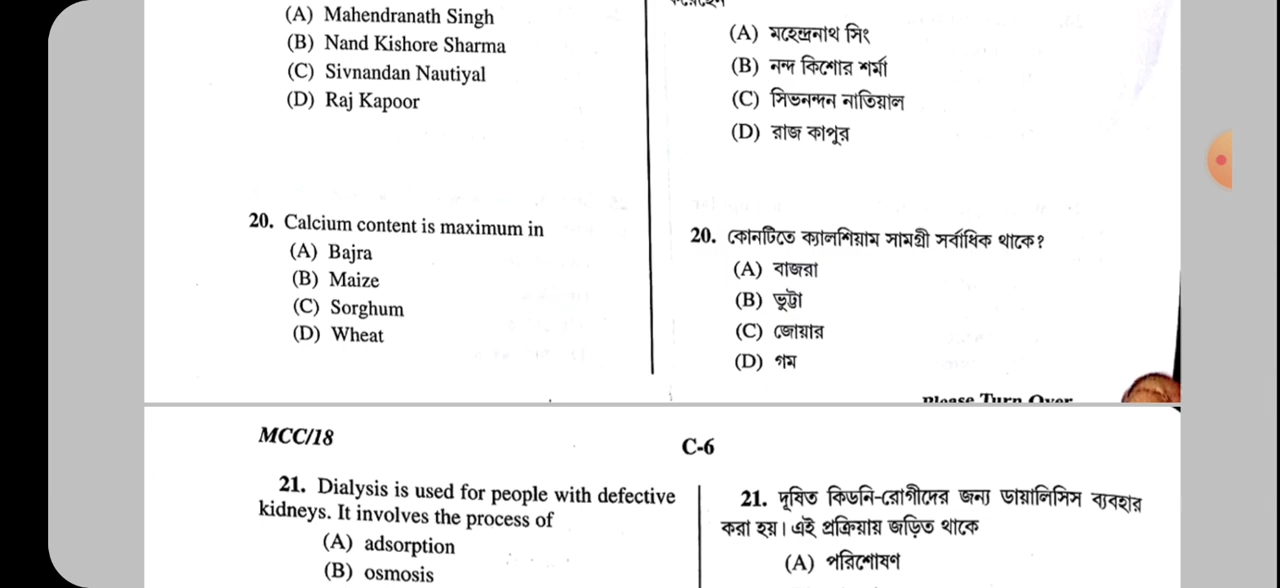 (A) Mahendranath Singh
(B) Nand Kishore Sharma
(C) Sivnandan Nautiyal
(D) Raj Kapoor
(A) মহেন্দ্রনাথ সিং
(B) নন্দ কিশোর শর্মা
(C) সিভনন্দন নাতিয়াল
(D) রাজ কাপুর
20. Calcium content is maximum in
(A) Bajra
(B) Maize
(C) Sorghum
(D) Wheat
20. কোনটিতে ক্যালশিয়াম সামগ্রী সর্বাধিক থাকে?
(A) বাজরা
(B) ভুট্টা
(C) জোয়ার
(D) গম
Please Turn Over
MCC/18
C-6
21. Dialysis is used for people with defective
kidneys. It involves the process of
(A) adsorption
(B) osmosis
21. দূষিত কিডনি-রোগীদের জন্য ডায়ালিসিস ব্যবহার
করা হয়। এই প্রক্রিয়ায় জড়িত থাকে
(A) পরিশোষণ